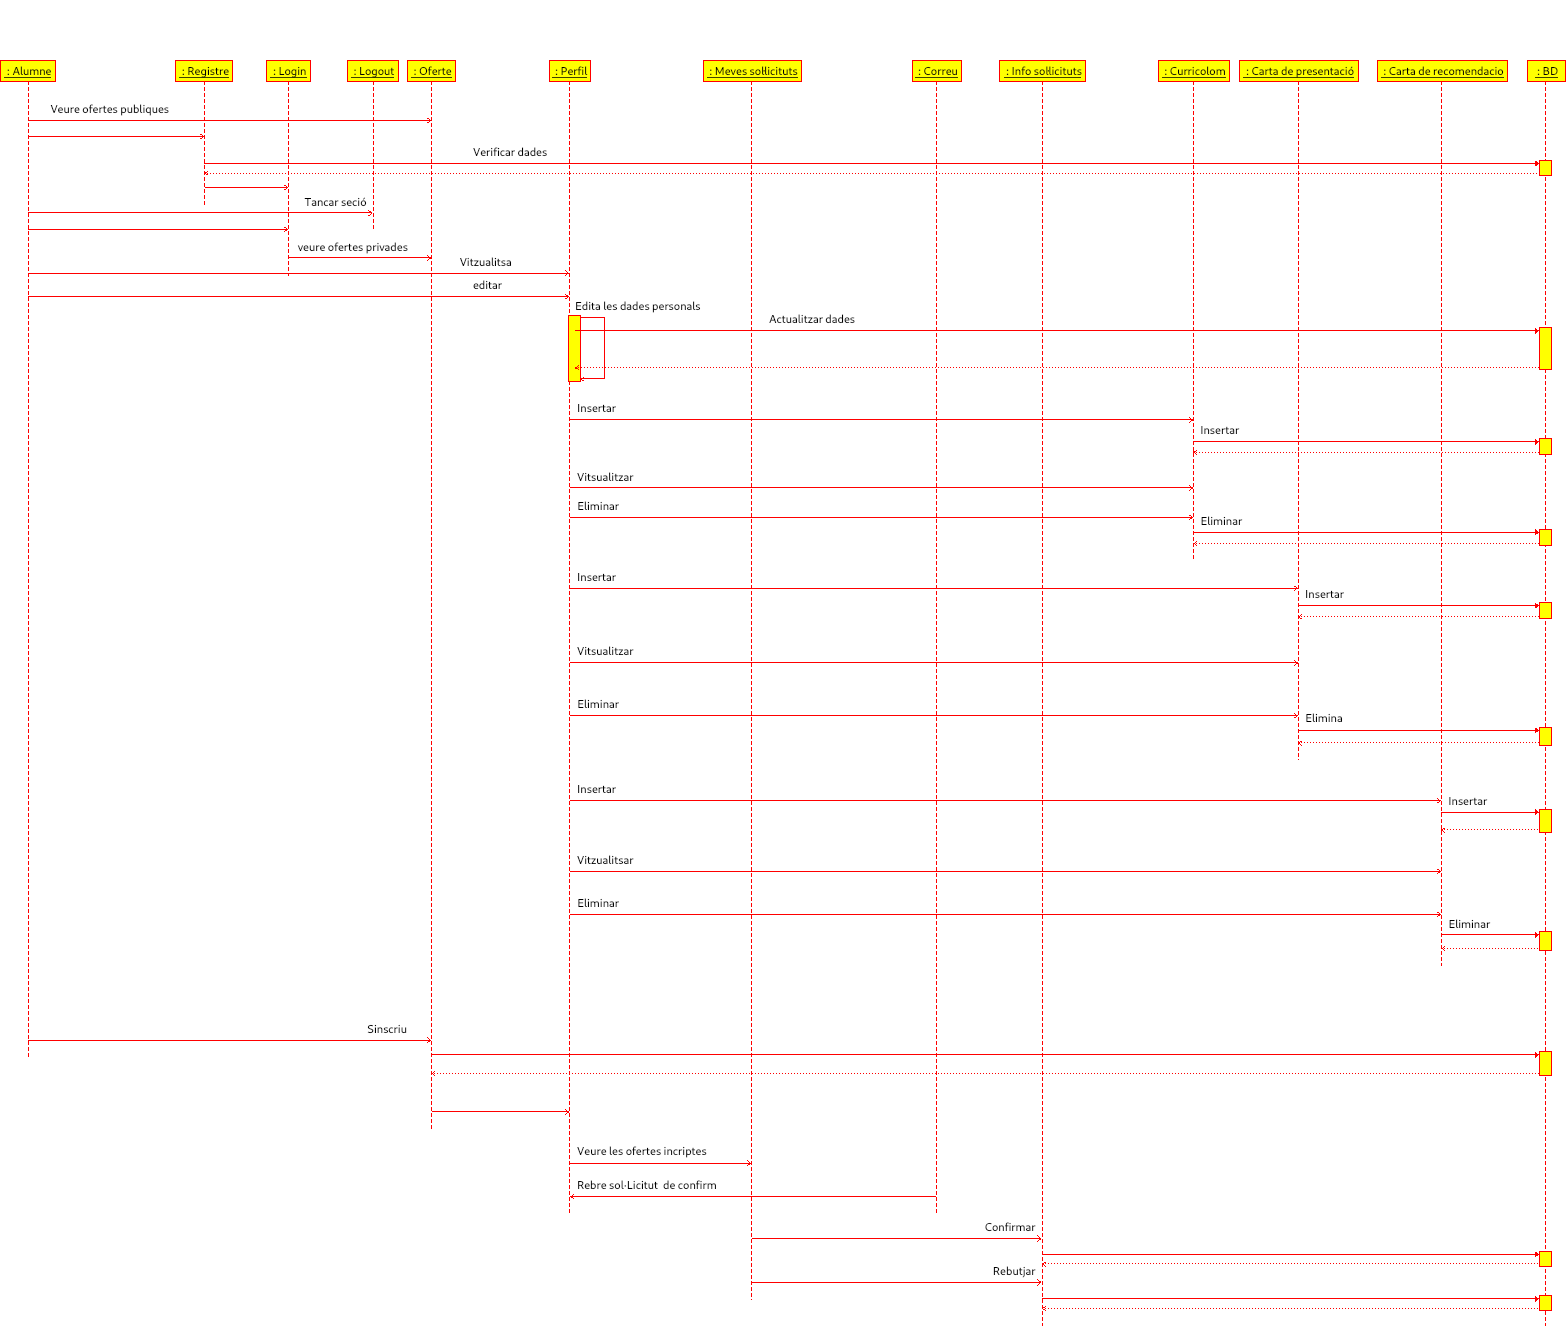 : Alumne
: Registre
: Login
: Logout
: Oferte
: Perfil
: Meves sol·licituts
: Correu
: Info sol·licituts
: Curricolom
: Carta de presentació
: Carta de recomendacio
: BD
Veure ofertes publiques
Verificar dades
Tancar seció
veure ofertes privades
Vitzualitsa
editar
Edita les dades personals
Actualitzar dades
Insertar
Insertar
Vitsualitzar
Eliminar
Eliminar
Insertar
Insertar
Vitsualitzar
Eliminar
Elimina
Insertar
Insertar
Vitzualitsar
Eliminar
Eliminar
Sinscriu
Veure les ofertes incriptes
Rebre sol·Licitut de confirm
Confirmar
Rebutjar